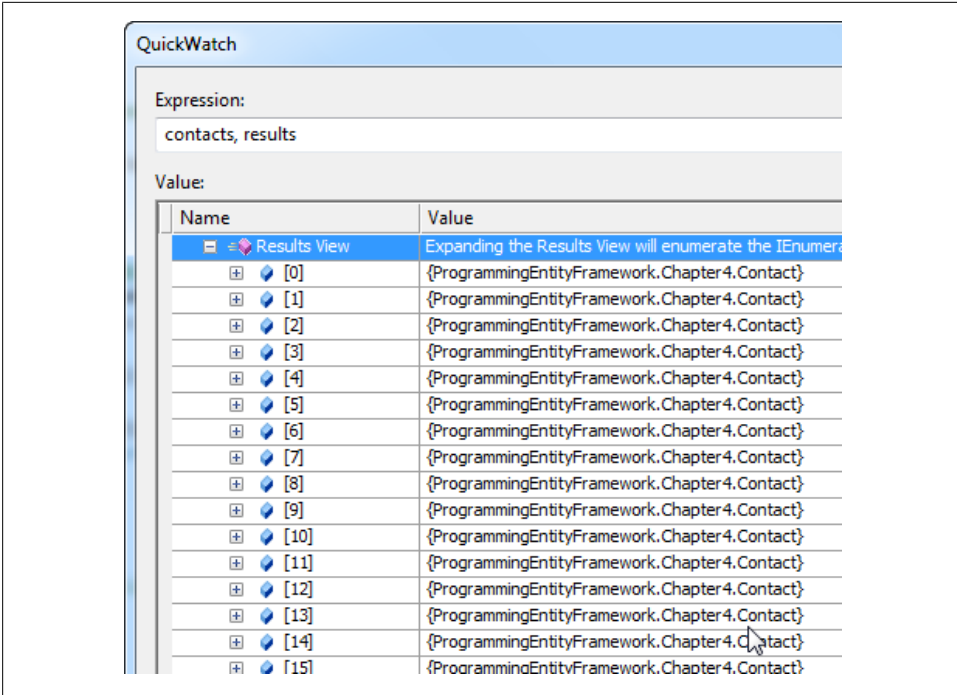 QuickWatch
Expression:
contacts, results
Value:
Name Value
Results View Expanding the Results View will enumerate the IEnumera
[0] {ProgrammingEntityFramework.Chapter4.Contact}
[1] {ProgrammingEntityFramework.Chapter4.Contact}
[2] {ProgrammingEntityFramework.Chapter4.Contact}
[3] {ProgrammingEntityFramework.Chapter4.Contact}
[4] {ProgrammingEntityFramework.Chapter4.Contact}
[5] {ProgrammingEntityFramework.Chapter4.Contact}
[6] {ProgrammingEntityFramework.Chapter4.Contact}
[7] {ProgrammingEntityFramework.Chapter4.Contact}
[8] {ProgrammingEntityFramework.Chapter4.Contact}
[9] {ProgrammingEntityFramework.Chapter4.Contact}
[10] {ProgrammingEntityFramework.Chapter4.Contact}
[11] {ProgrammingEntityFramework.Chapter4.Contact}
[12] {ProgrammingEntityFramework.Chapter4.Contact}
[13] {ProgrammingEntityFramework.Chapter4.Contact}
[14] {ProgrammingEntityFramework.Chapter4.Contact}
[15] {ProgrammingEntityFramework.Chapter4.Contact}